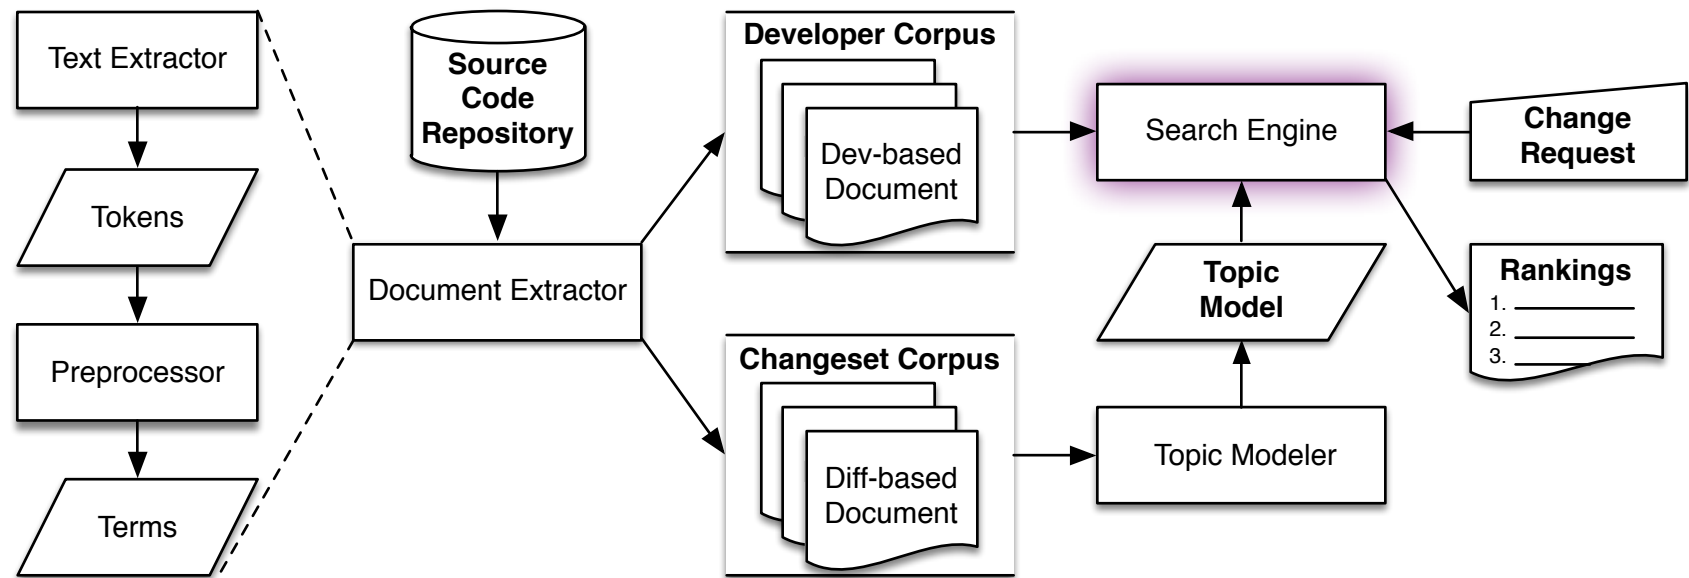 Text Extractor
Tokens
Preprocessor
Terms
Source
Code
Repository
Document Extractor
Developer Corpus
Dev-based
Document
Changeset Corpus
Diff-based
Document
Search Engine
Topic
Model
Topic Modeler
Change
Request
Rankings
1.
2.
3.